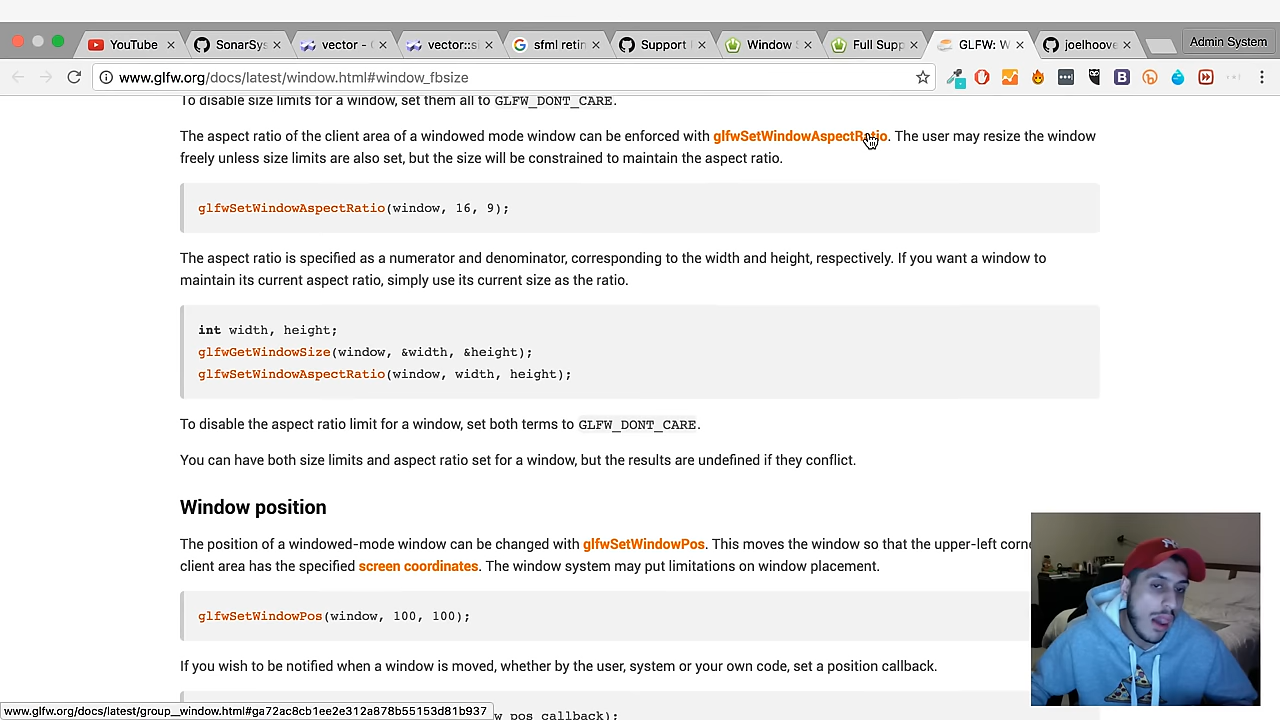 YouTube
SonarSys
vector - C
vector::si
sfml retin
Support
Window S
Full Supp
GLFW: W
joelhoove
Admin System
www.glfw.org/docs/latest/window.html#window_fbsize
To disable size limits for a window, set them all to GLFW_DONT_CARE.
The aspect ratio of the client area of a windowed mode window can be enforced with glfwSetWindowAspectRatio. The user may resize the window
freely unless size limits are also set, but the size will be constrained to maintain the aspect ratio.
glfwSetWindowAspectRatio(window, 16, 9);
The aspect ratio is specified as a numerator and denominator, corresponding to the width and height, respectively. If you want a window to
maintain its current aspect ratio, simply use its current size as the ratio.
int width, height;
glfwGetWindowSize(window, &width, &height);
glfwSetWindowAspectRatio(window, width, height);
To disable the aspect ratio limit for a window, set both terms to GLFW_DONT_CARE.
You can have both size limits and aspect ratio set for a window, but the results are undefined if they conflict.
Window position
The position of a windowed-mode window can be changed with glfwSetWindowPos. This moves the window so that the upper-left corne
client area has the specified screen coordinates. The window system may put limitations on window placement.
glfwSetWindowPos(window, 100, 100);
If you wish to be notified when a window is moved, whether by the user, system or your own code, set a position callback.
pos callback);
www.glfw.org/docs/latest/group__window.html#ga72ac8cb1ee2e312a878b55153d81b937